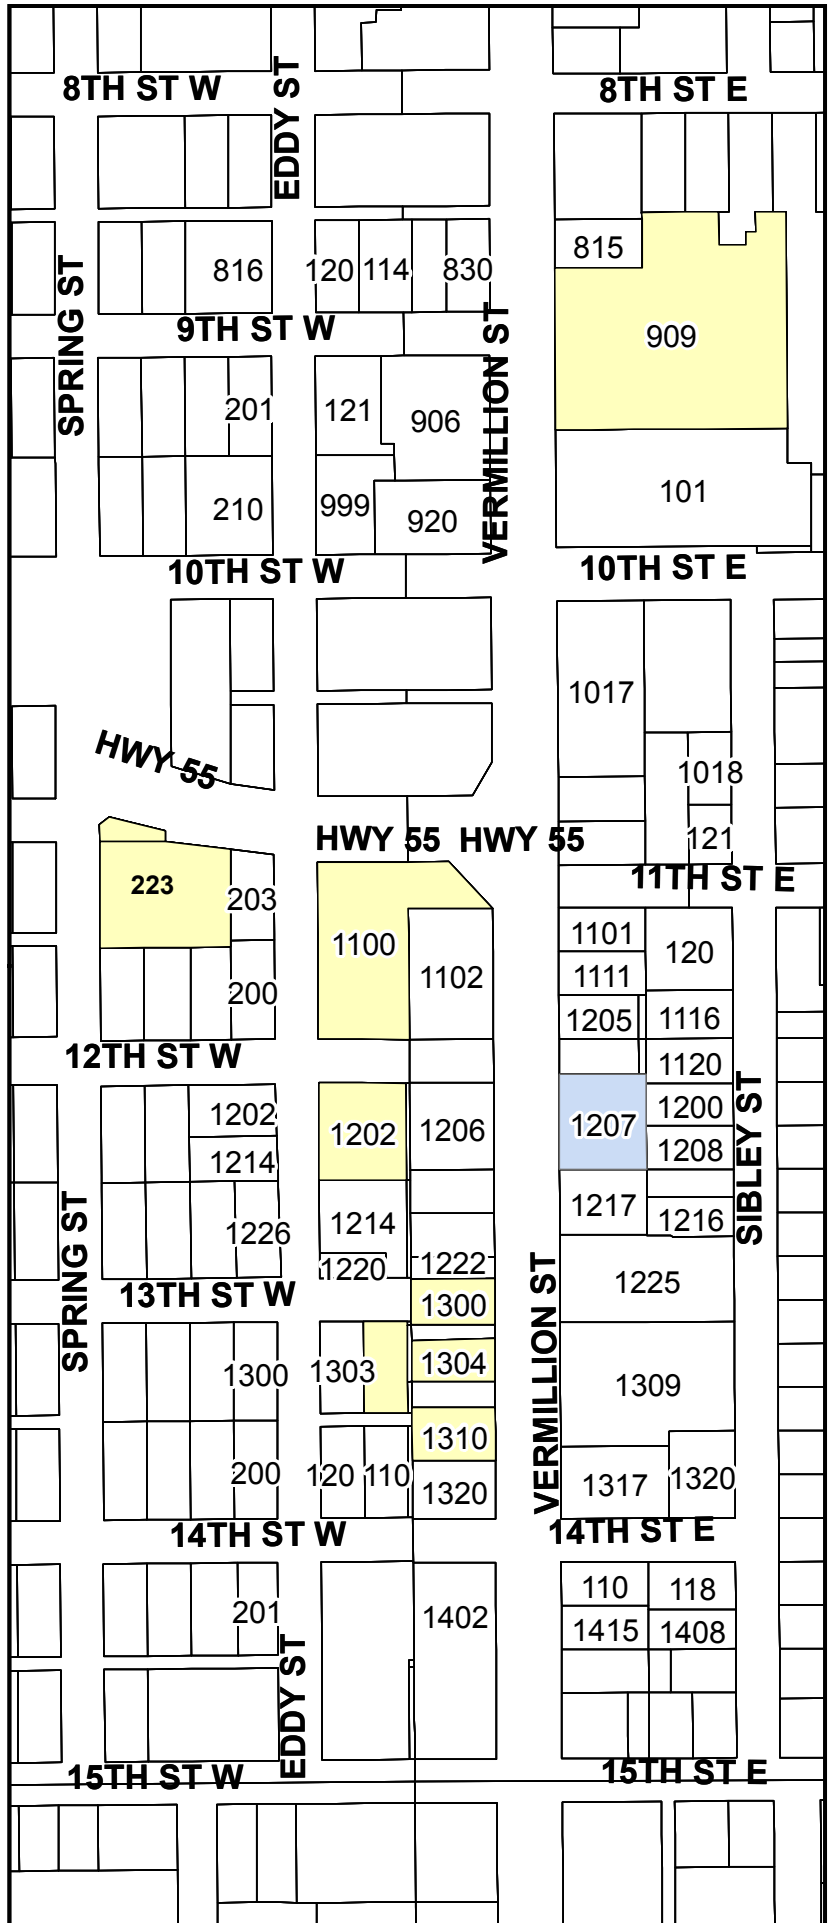 8TH ST W
EDDY ST
8TH ST E
815
816
120
114
830
SPRING ST
9TH ST W
VERMILLION ST
909
201
121
906
210
999
920
101
10TH ST W
10TH ST E
1017
HWY 55
1018
HWY 55
HWY 55
121
11TH ST E
223
203
1100
1102
1101
120
1111
200
1205
1116
12TH ST W
1120
1202
1202
1206
1207
1200
SIBLEY ST
1214
1208
1214
1217
1216
1226
1220
1222
SPRING ST
13TH ST W
1225
1300
VERMILLION ST
1300
1303
1304
1309
1310
200
120
110
1320
1317
1320
14TH ST W
14TH ST E
110
118
201
1402
1415
1408
EDDY ST
15TH ST W
15TH ST E